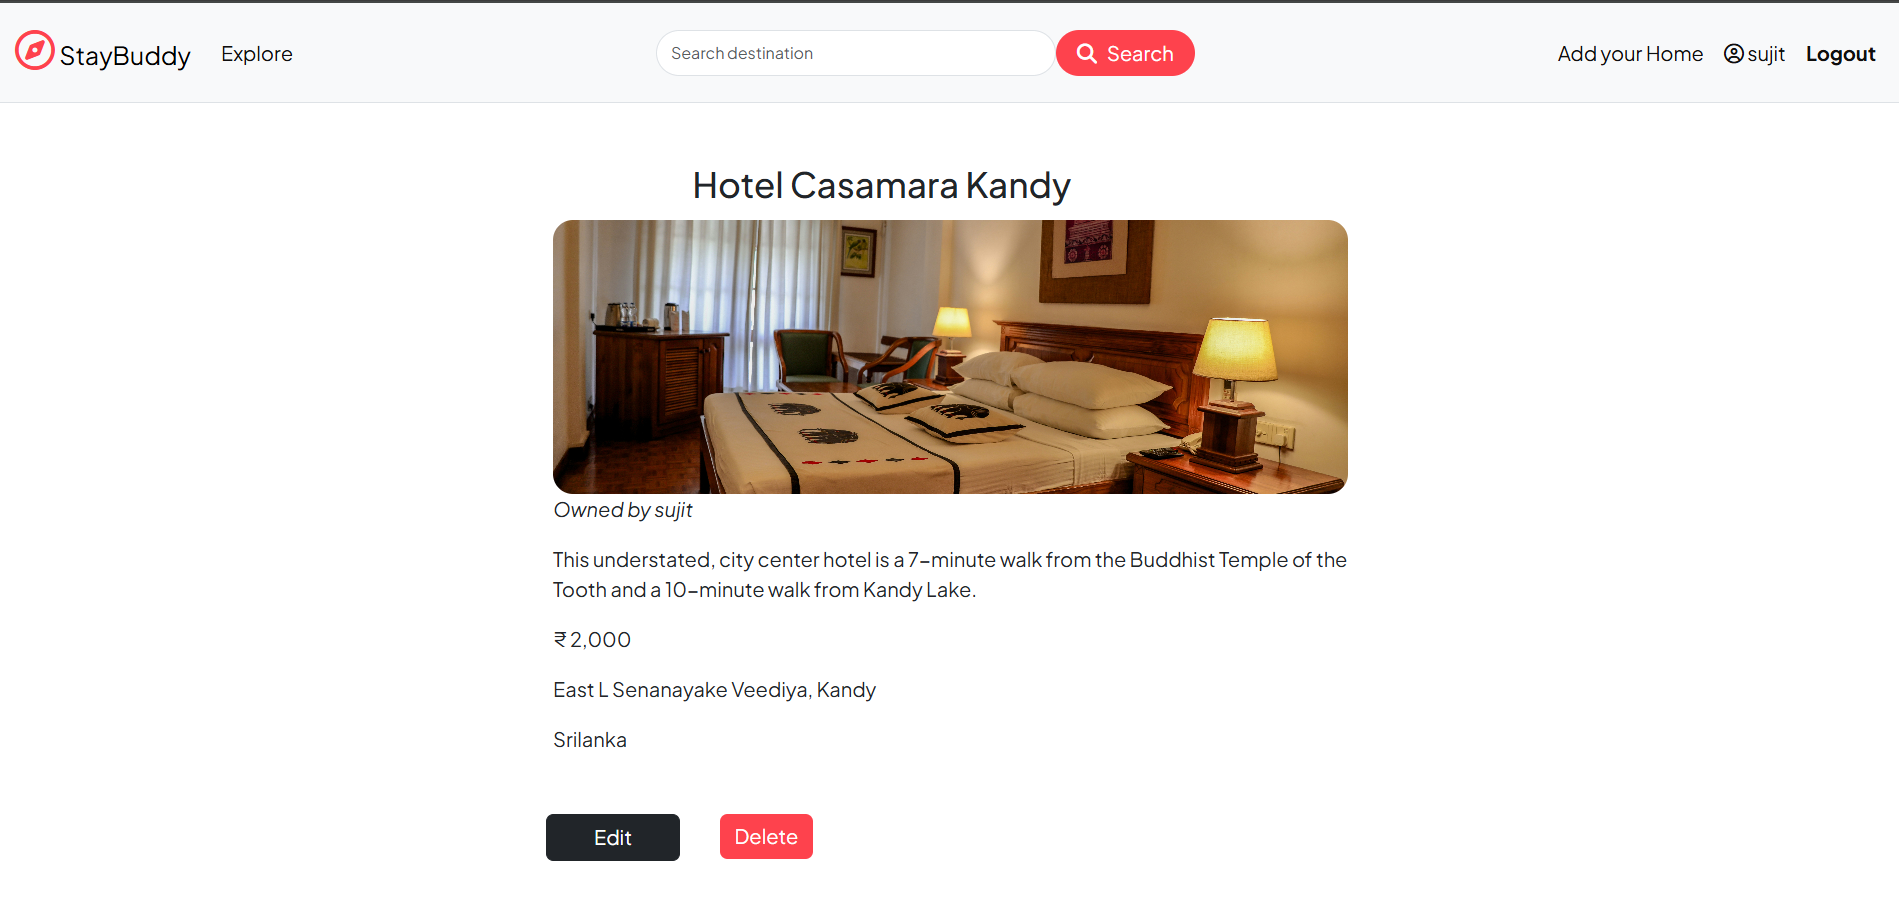 StayBuddy Explore Search destination Search Add your Home sujit Logout
Hotel Casamara Kandy
Owned by sujit
This understated, city center hotel is a 7-minute walk from the Buddhist Temple of the
Tooth and a 10-minute walk from Kandy Lake.
₹ 2,000
East L Senanayake Veediya, Kandy
Srilanka
Edit Delete